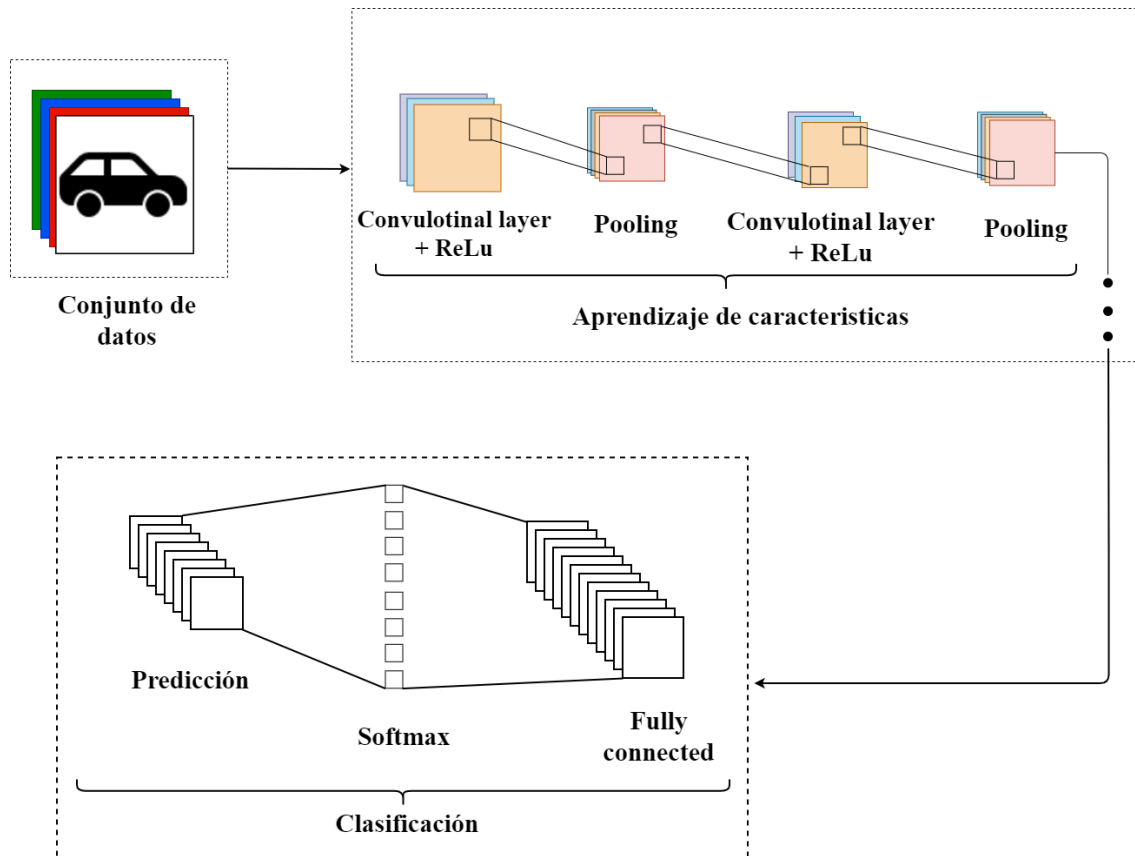 Conjunto de
datos
Convulotinal layer
+ ReLu
Pooling
Convulotinal layer
+ ReLu
Pooling
Aprendizaje de caracteristicas
Predicción
Softmax
Fully
connected
Clasificación